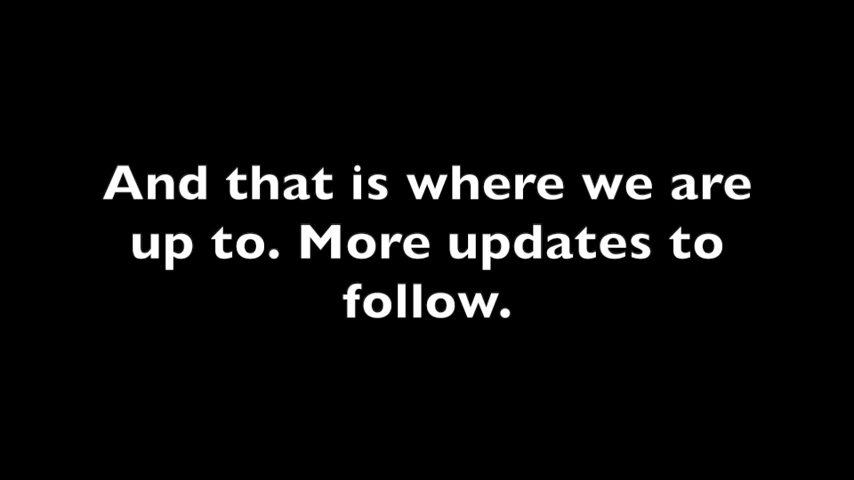 And that is where we are
up to. More updates to
follow.